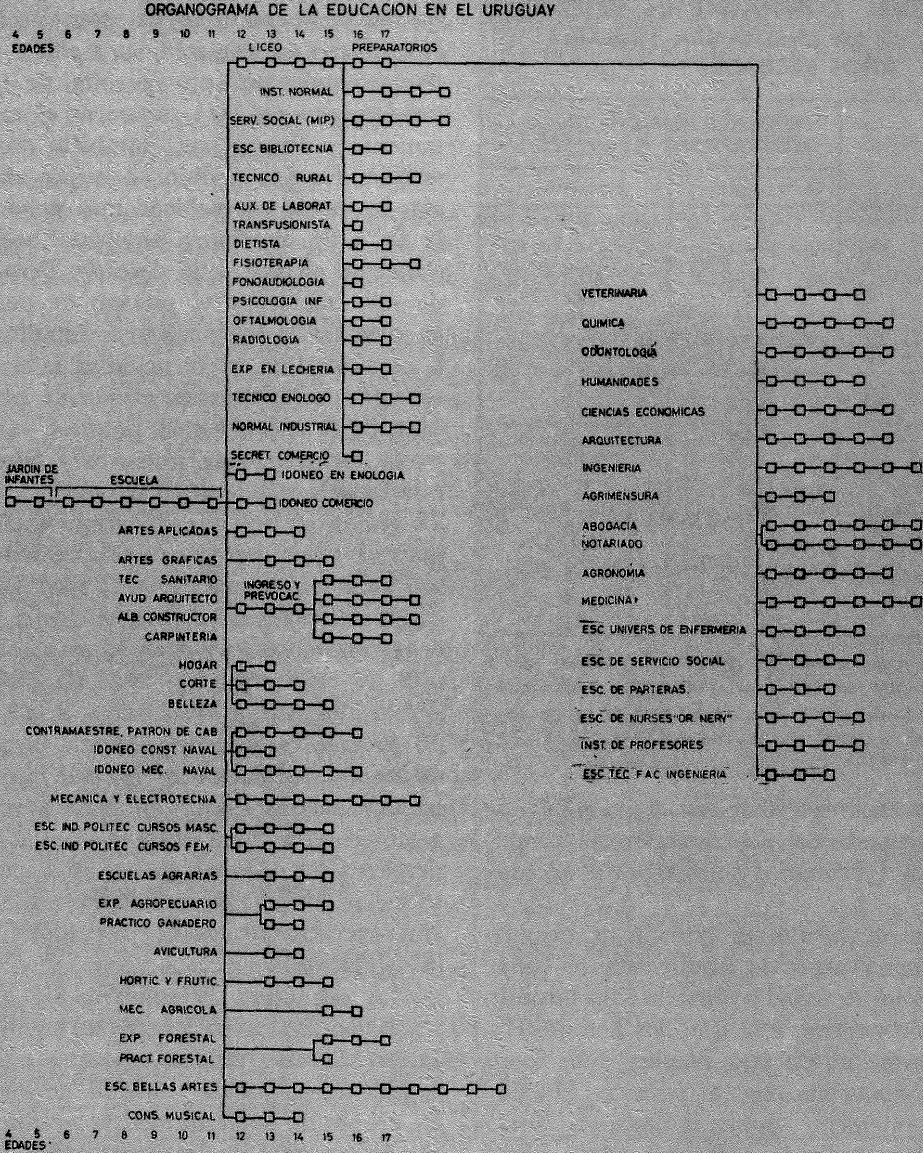 ORGANOGRAMA DE LA EDUCACION EN EL URUGUAY
4 5 6 7 8 9 10 11 12 13 14 15 16 17
EDADES
LICEO
PREPARATORIOS
INST. NORMAL
SERV. SOCIAL (MIP)
ESC. BIBLIOTECNIA
TECNICO RURAL
AUX. DE LABORAT.
TRANSFUSIONISTA
DIETISTA
FISIOTERAPIA
FONOAUDIOLOGIA
PSICOLOGIA INF
OFTALMOLOGIA
RADIOLOGIA
EXP EN LECHERIA
TECNICO ENOLOGO
NORMAL INDUSTRIAL
SECRET. COMERCIO
IDONEO EN ENOLOGIA
JARDIN DE
INFANTES
ESCUELA
IDONEO COMERCIO
ARTES APLICADAS
ARTES GRAFICAS
TEC SANITARIO
AYUD ARQUITECTO
ALB. CONSTRUCTOR
CARPINTERIA
INGRESO Y
PREVOCAC.
HOGAR
CORTE
BELLEZA
CONTRAMAESTRE, PATRON DE CAB
IDONEO CONST NAVAL
IDONEO MEC. NAVAL
MECANICA Y ELECTROTECNIA
ESC. IND. POLITEC CURSOS MASC.
ESC. IND POLITEC CURSOS FEM.
ESCUELAS AGRARIAS
EXP. AGROPECUARIO
PRACTICO GANADERO
AVICULTURA
HORTIC. Y FRUTIC.
MEC. AGRICOLA
EXP. FORESTAL
PRACT. FORESTAL
ESC. BELLAS ARTES
CONS. MUSICAL
VETERINARIA
QUIMICA
ODONTOLOGIA
HUMANIDADES
CIENCIAS ECONOMICAS
ARQUITECTURA
INGENIERIA
AGRIMENSURA
ABOGACIA
NOTARIADO
AGRONOMIA
MEDICINA
ESC. UNIVERS. DE ENFERMERIA
ESC. DE SERVICIO SOCIAL
ESC. DE PARTERAS.
ESC. DE NURSES "DR. NERY"
INST. DE PROFESORES
ESC TEC FAC INGENIERIA
4 5 6 7 8 9 10 11 12 13 14 15 16 17
EDADES